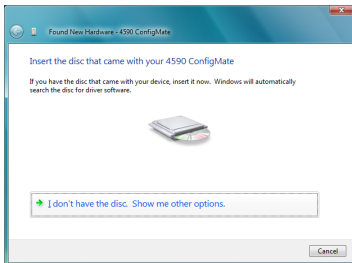 Found New Hardware - 4590 ConfigMate
Insert the disc that came with your 4590 ConfigMate
If you have the disc that came with your device, insert it now. Windows will automatically
search the disc for driver software.
I don't have the disc. Show me other options.
Cancel